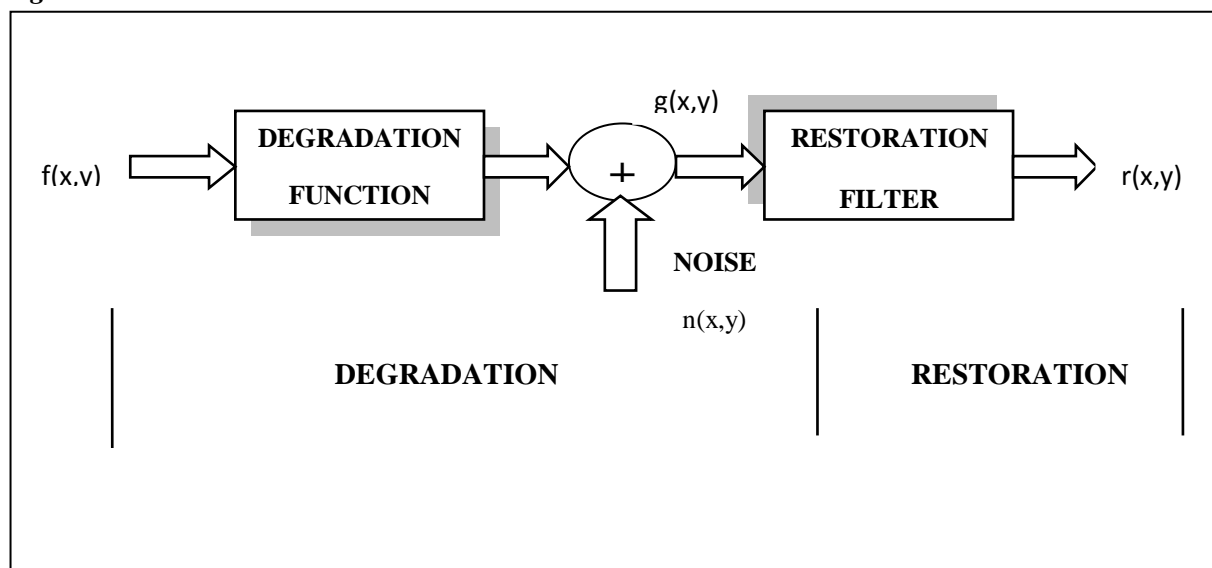 g(x,y)
DEGRADATION
FUNCTION
+
RESTORATION
FILTER
f(x,y)
r(x,y)
NOISE
n(x,y)
DEGRADATION
RESTORATION